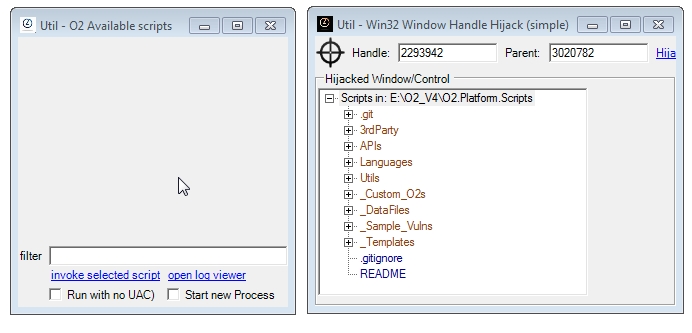 Util - O2 Available scripts
filter
invoke selected script open log viewer
Run with no UAC) Start new Process
Util - Win32 Window Handle Hijack (simple)
Handle: 2293942 Parent: 3020782 Hija
Hijacked Window/Control
Scripts in: E:\O2_V4\O2.Platform.Scripts
.git
3rdParty
APIs
Languages
Utils
_Custom_O2s
_DataFiles
_Sample_Vulns
_Templates
.gitignore
README